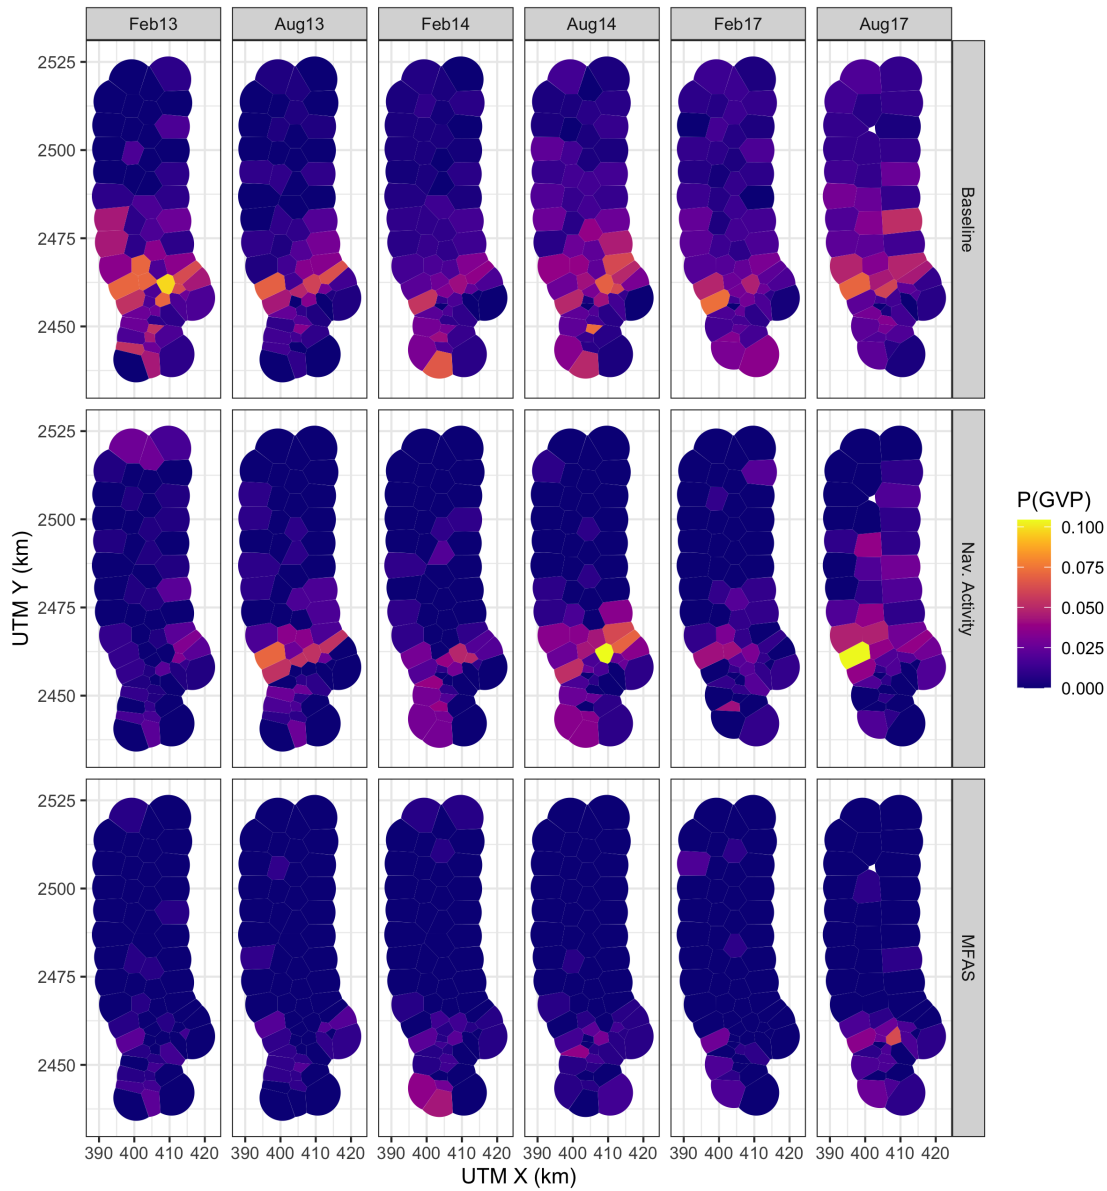 Feb13 Aug13 Feb14 Aug14 Feb17 Aug17
2525
2500
2475
2450
Baseline
2525
2500
2475
2450
Nav. Activity
2525
2500
2475
2450
MFAS
UTM Y (km)
390 400 410 420 390 400 410 420 390 400 410 420 390 400 410 420 390 400 410 420 390 400 410 420
UTM X (km)
P(GVP)
0.100
0.075
0.050
0.025
0.000